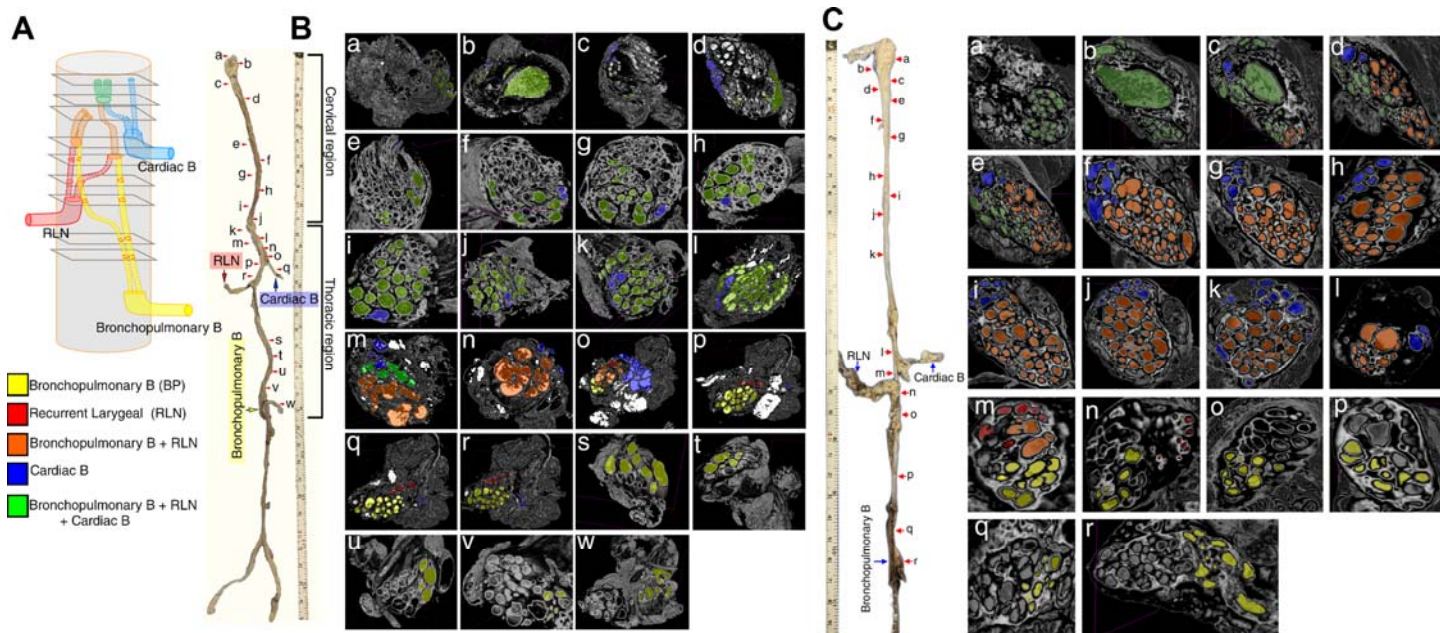 A
Cardiac B
RLN
Bronchopulmonary B
Bronchopulmonary B (BP)
Recurrent Larygeal (RLN)
Bronchopulmonary B + RLN
Cardiac B
Bronchopulmonary B + RLN
+ Cardiac B
a
b
c
d
e
f
g
h
i
j
k
l
m
n
o
p
q
r
RLN
Cardiac B
Bronchopulmonary B
s
t
u
v
w
Cervical region
Thoracic region
B
a
b
c
d
e
f
g
h
i
j
k
l
m
n
o
p
q
r
s
t
u
v
w
C
a
b
c
d
e
f
g
h
i
j
k
l
RLN
Cardiac B
m
n
o
p
Bronchopulmonary B
q
r
a
b
c
d
e
f
g
h
i
j
k
l
m
n
o
p
q
r